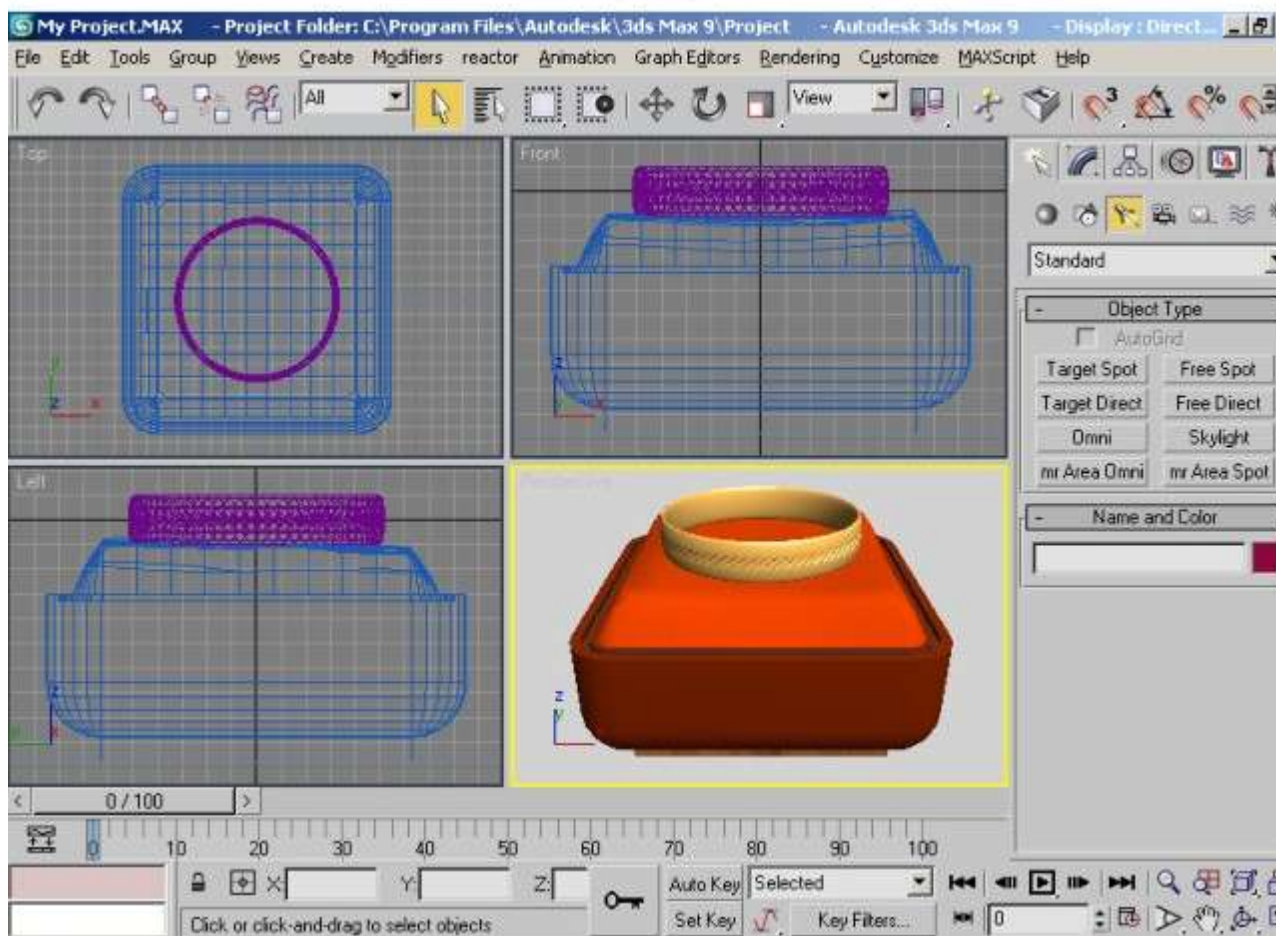 My Project.MAX - Project Folder: C:\Program Files\Autodesk\3ds Max 9\Project - Autodesk 3ds Max 9 - Display : Direct...
File Edit Tools Group Views Create Modifiers reactor Animation Graph Editors Rendering Customize MAXScript Help
All View 3 %
Top Front
Standard
- Object Type
AutoGrid
Target Spot Free Spot
Target Direct Free Direct
Omni Skylight
mr Area Omni mr Area Spot
- Name and Color
Left Perspective
z y x
0 / 100
0 10 20 30 40 50 60 70 80 90 100
X: Y: Z: Auto Key Selected
Click or click-and-drag to select objects Set Key Key Filters... 0